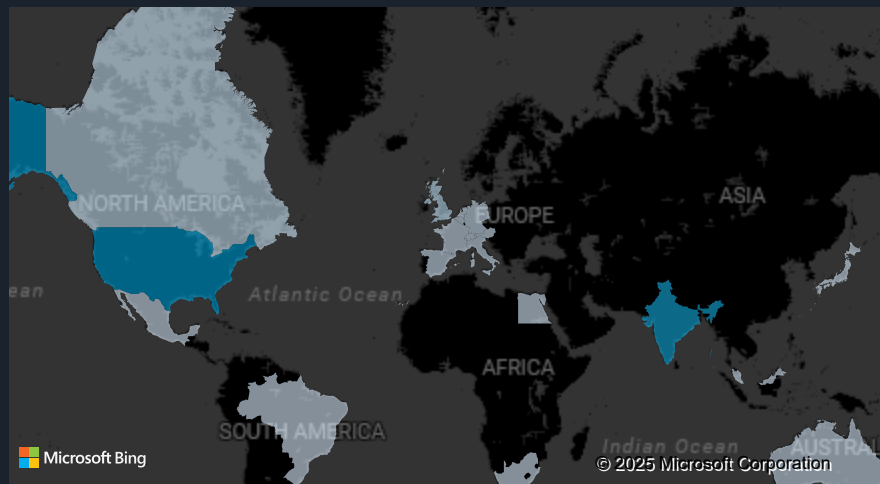 NORTH AMERICA
EUROPE
ASIA
ean
Atlantic Ocean
AFRICA
SOUTH AMERICA
Indian Ocean
AUSTRAL
Microsoft Bing
© 2025 Microsoft Corporation